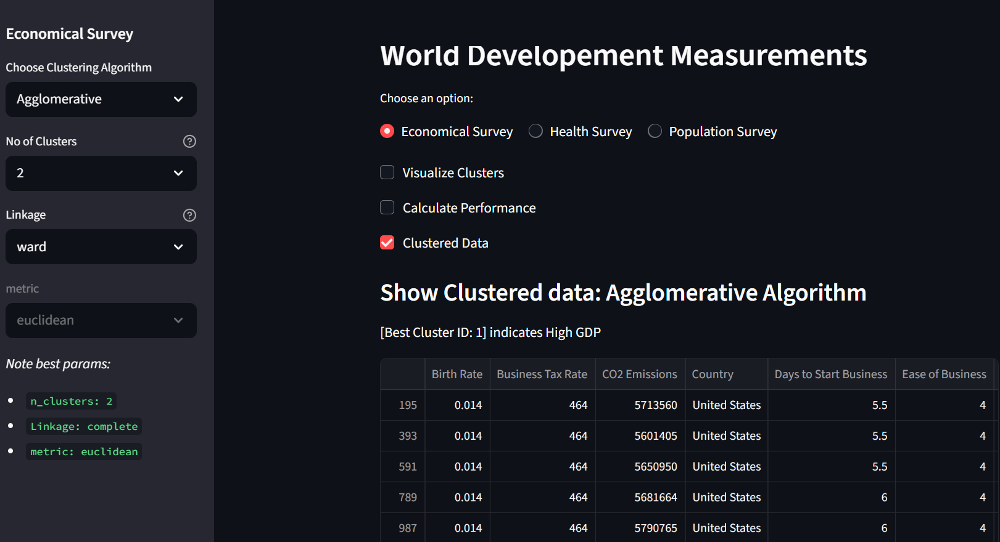 Economical Survey
Choose Clustering Algorithm
Agglomerative
No of Clusters
2
Linkage
ward
metric
euclidean
Note best params:
n_clusters: 2
Linkage: complete
metric: euclidean
World Developement Measurements
Choose an option:
Economical Survey Health Survey Population Survey
Visualize Clusters
Calculate Performance
Clustered Data
Show Clustered data: Agglomerative Algorithm
[Best Cluster ID: 1] indicates High GDP
Birth Rate Business Tax Rate CO2 Emissions Country Days to Start Business Ease of Business
195 0.014 464 5713560 United States 5.5 4
393 0.014 464 5601405 United States 5.5 4
591 0.014 464 5650950 United States 5.5 4
789 0.014 464 5681664 United States 6 4
987 0.014 464 5790765 United States 6 4